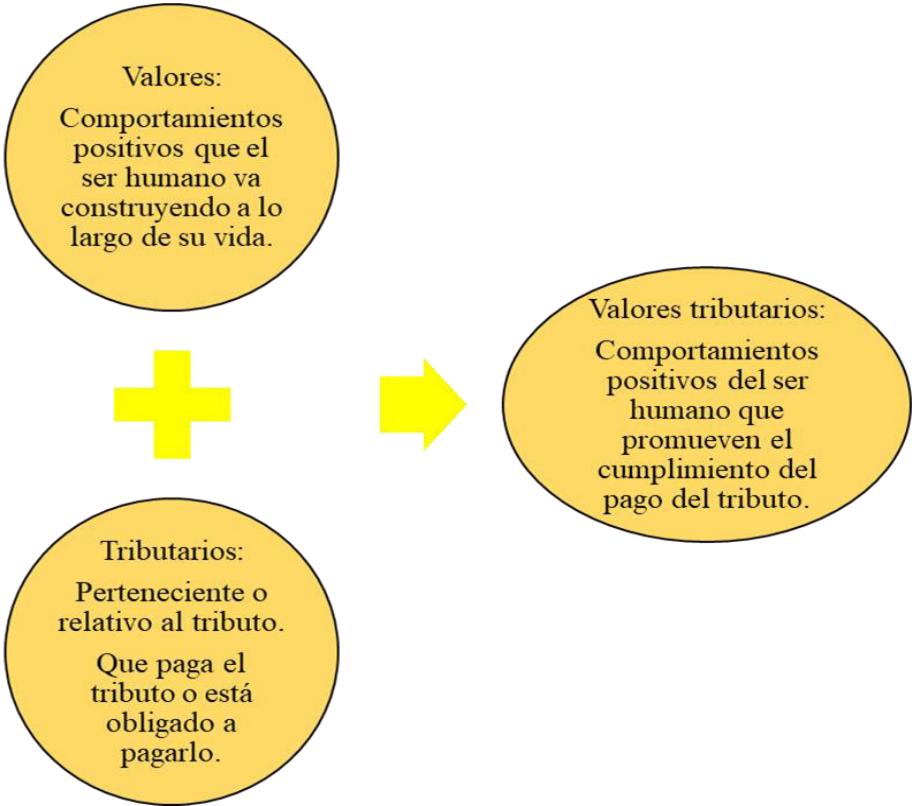 Valores:
Comportamientos
positivos que el
ser humano va
construyendo a lo
largo de su vida.
Tributarios:
Perteneciente o
relativo al tributo.
Que paga el
tributo o está
obligado a
pagarlo.
Valores tributarios:
Comportamientos
positivos del ser
humano que
promueven el
cumplimiento del
pago del tributo.